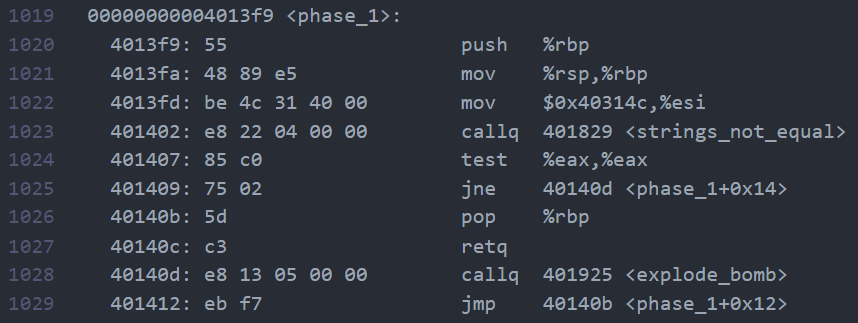 1019 00000000004013f9 <phase_1>:
1020 4013f9: 55 push %rbp
1021 4013fa: 48 89 e5 mov %rsp,%rbp
1022 4013fd: be 4c 31 40 00 mov $0x40314c,%esi
1023 401402: e8 22 04 00 00 callq 401829 <strings_not_equal>
1024 401407: 85 c0 test %eax,%eax
1025 401409: 75 02 jne 40140d <phase_1+0x14>
1026 40140b: 5d pop %rbp
1027 40140c: c3 retq
1028 40140d: e8 13 05 00 00 callq 401925 <explode_bomb>
1029 401412: eb f7 jmp 40140b <phase_1+0x12>